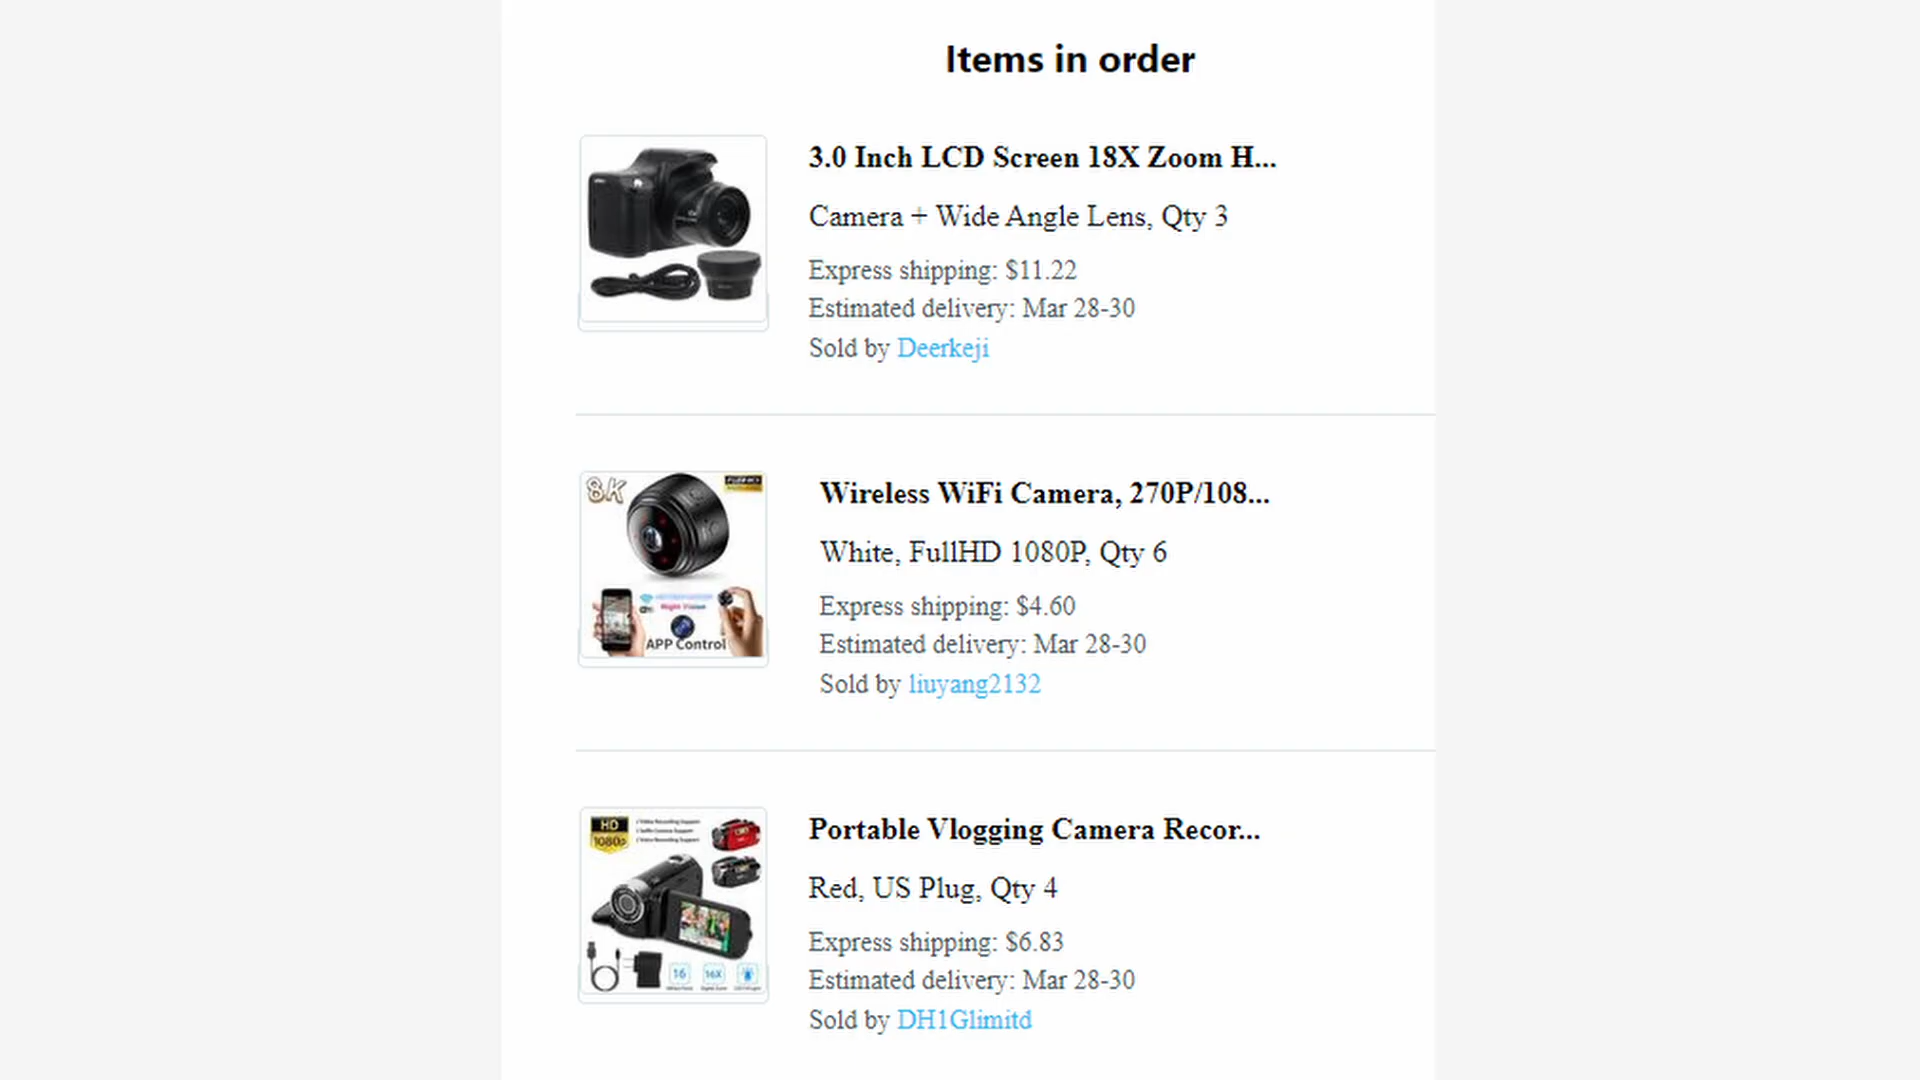 Items in order
3.0 Inch LCD Screen 18X Zoom H...
Camera + Wide Angle Lens, Qty 3
Express shipping: $11.22
Estimated delivery: Mar 28-30
Sold by Deerkeji
8K
Wireless WiFi Camera, 270P/108...
White, FullHD 1080P, Qty 6
Night Vision
APP Control
Express shipping: $4.60
Estimated delivery: Mar 28-30
Sold by liuyang2132
HD
1080p
Portable Vlogging Camera Recor...
Red, US Plug, Qty 4
Express shipping: $6.83
16
16X
Estimated delivery: Mar 28-30
Sold by DH1Glimitd